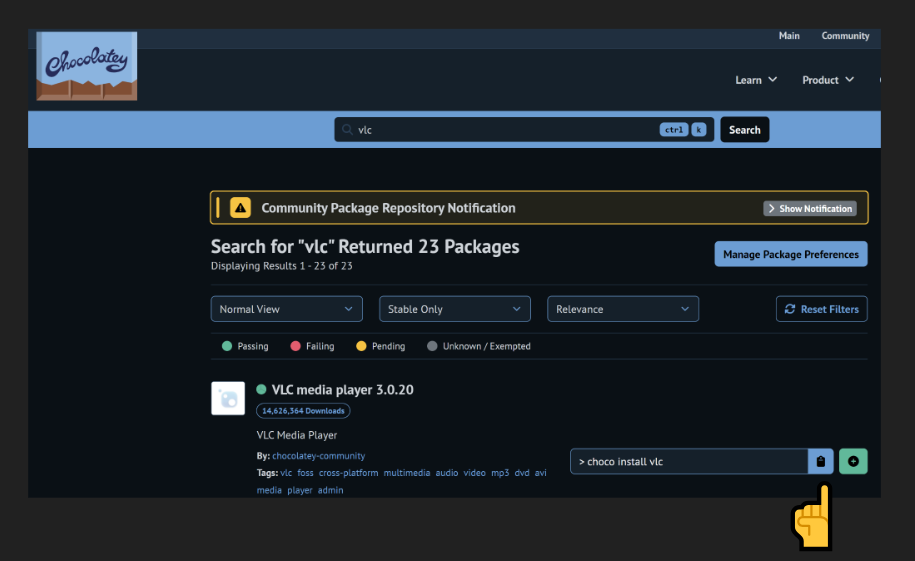 Chocolatey
Main Community
Learn Product
vlc ctrl k Search
Community Package Repository Notification Show Notification
Search for "vlc" Returned 23 Packages
Displaying Results 1 - 23 of 23
Manage Package Preferences
Normal View Stable Only Relevance Reset Filters
Passing Failing Pending Unknown / Exempted
VLC media player 3.0.20
14,626,364 Downloads
VLC Media Player
By: chocolatey-community
> choco install vlc
Tags: vlc foss cross-platform multimedia audio video mp3 dvd avi
media player admin